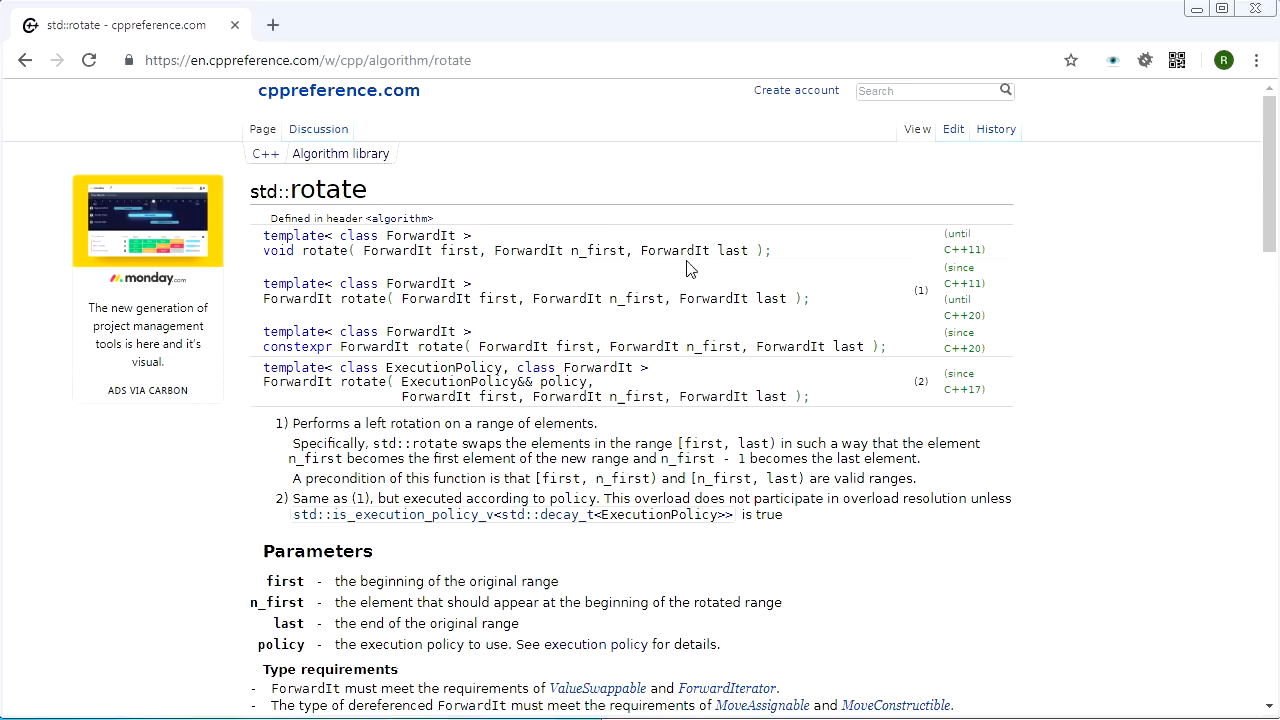 std::rotate - cppreference.com
https://en.cppreference.com/w/cpp/algorithm/rotate
R
cppreference.com
Create account
Search
Page Discussion
View Edit History
C++ Algorithm library
std::rotate
Defined in header <algorithm>
template< class ForwardIt >
void rotate( ForwardIt first, ForwardIt n_first, ForwardIt last );
(until
C++11)
template< class ForwardIt >
ForwardIt rotate( ForwardIt first, ForwardIt n_first, ForwardIt last );
(1)
(since
C++11)
(until
C++20)
template< class ForwardIt >
constexpr ForwardIt rotate( ForwardIt first, ForwardIt n_first, ForwardIt last );
(since
C++20)
template< class ExecutionPolicy, class ForwardIt >
ForwardIt rotate( ExecutionPolicy&& policy,
ForwardIt first, ForwardIt n_first, ForwardIt last );
(2)
(since
C++17)
monday.com
The new generation of
project management
tools is here and it's
visual.
ADS VIA CARBON
1) Performs a left rotation on a range of elements.
Specifically, std::rotate swaps the elements in the range [first, last) in such a way that the element
n_first becomes the first element of the new range and n_first - 1 becomes the last element.
A precondition of this function is that [first, n_first) and [n_first, last) are valid ranges.
2) Same as (1), but executed according to policy. This overload does not participate in overload resolution unless
std::is_execution_policy_v<std::decay_t<ExecutionPolicy>> is true
Parameters
first - the beginning of the original range
n_first - the element that should appear at the beginning of the rotated range
last - the end of the original range
policy - the execution policy to use. See execution policy for details.
Type requirements
- ForwardIt must meet the requirements of ValueSwappable and ForwardIterator.
- The type of dereferenced ForwardIt must meet the requirements of MoveAssignable and MoveConstructible.